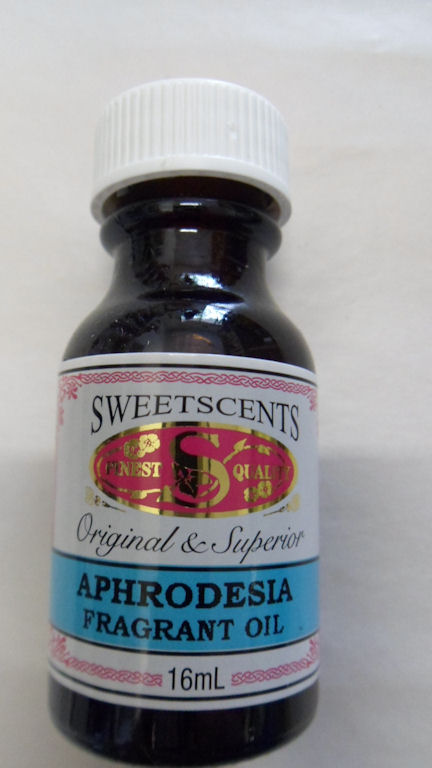 SWEETSCENTS
FINEST S QUALITY
Original & Superior
APHRODESIA
FRAGRANT OIL
16mL